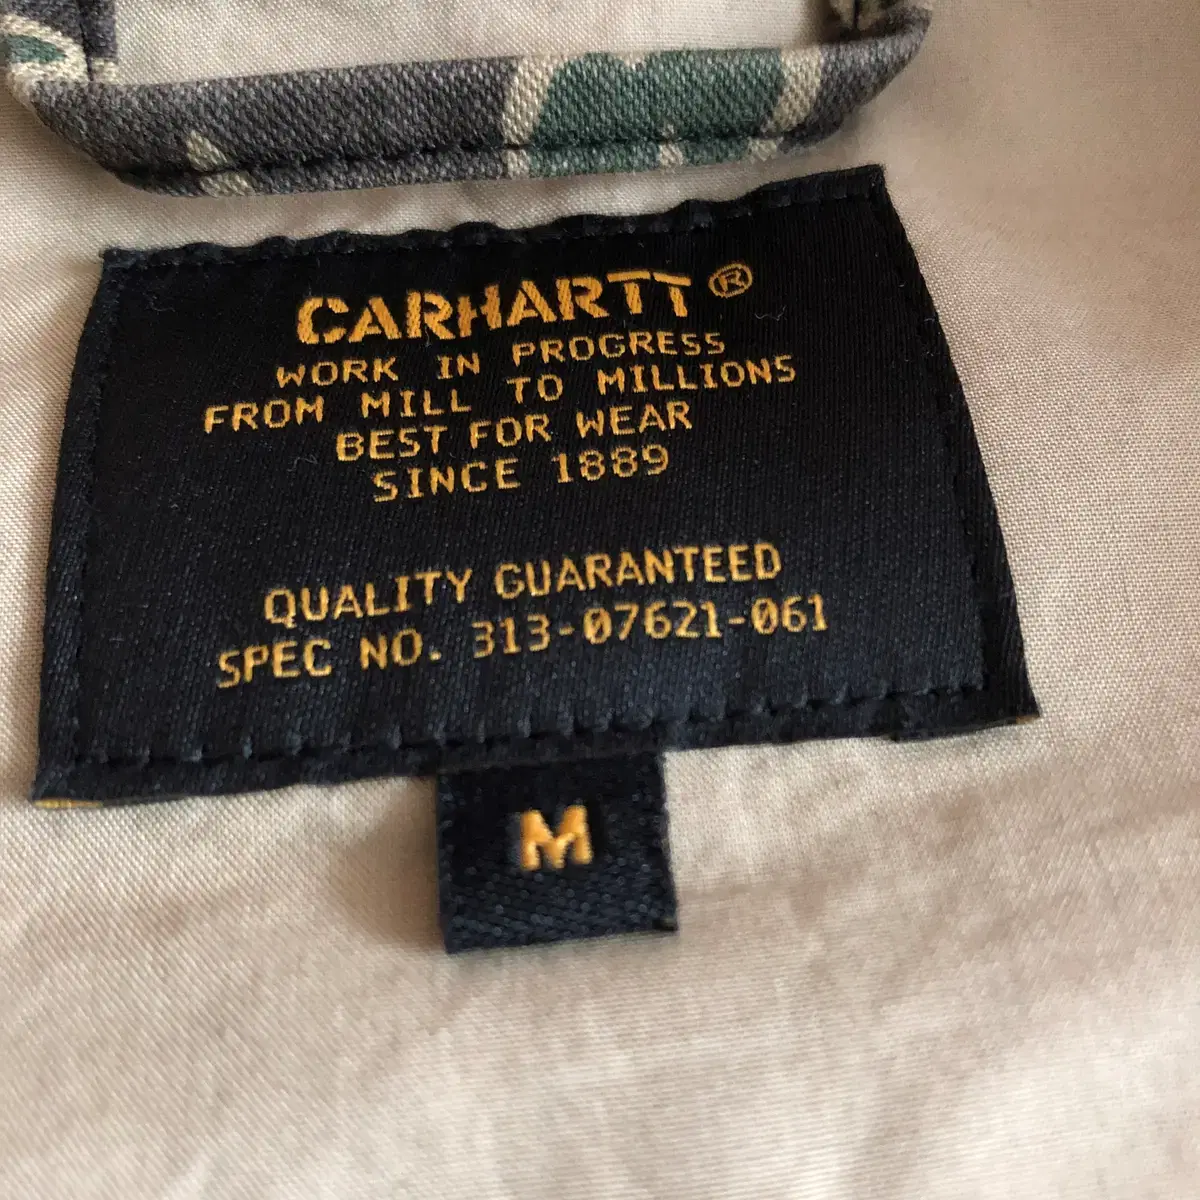 CARHARTT®
WORK IN PROGRESS
FROM MILL TO MILLIONS
BEST FOR WEAR
SINCE 1889
QUALITY GUARANTEED
SPEC NO. 313-07621-061
M